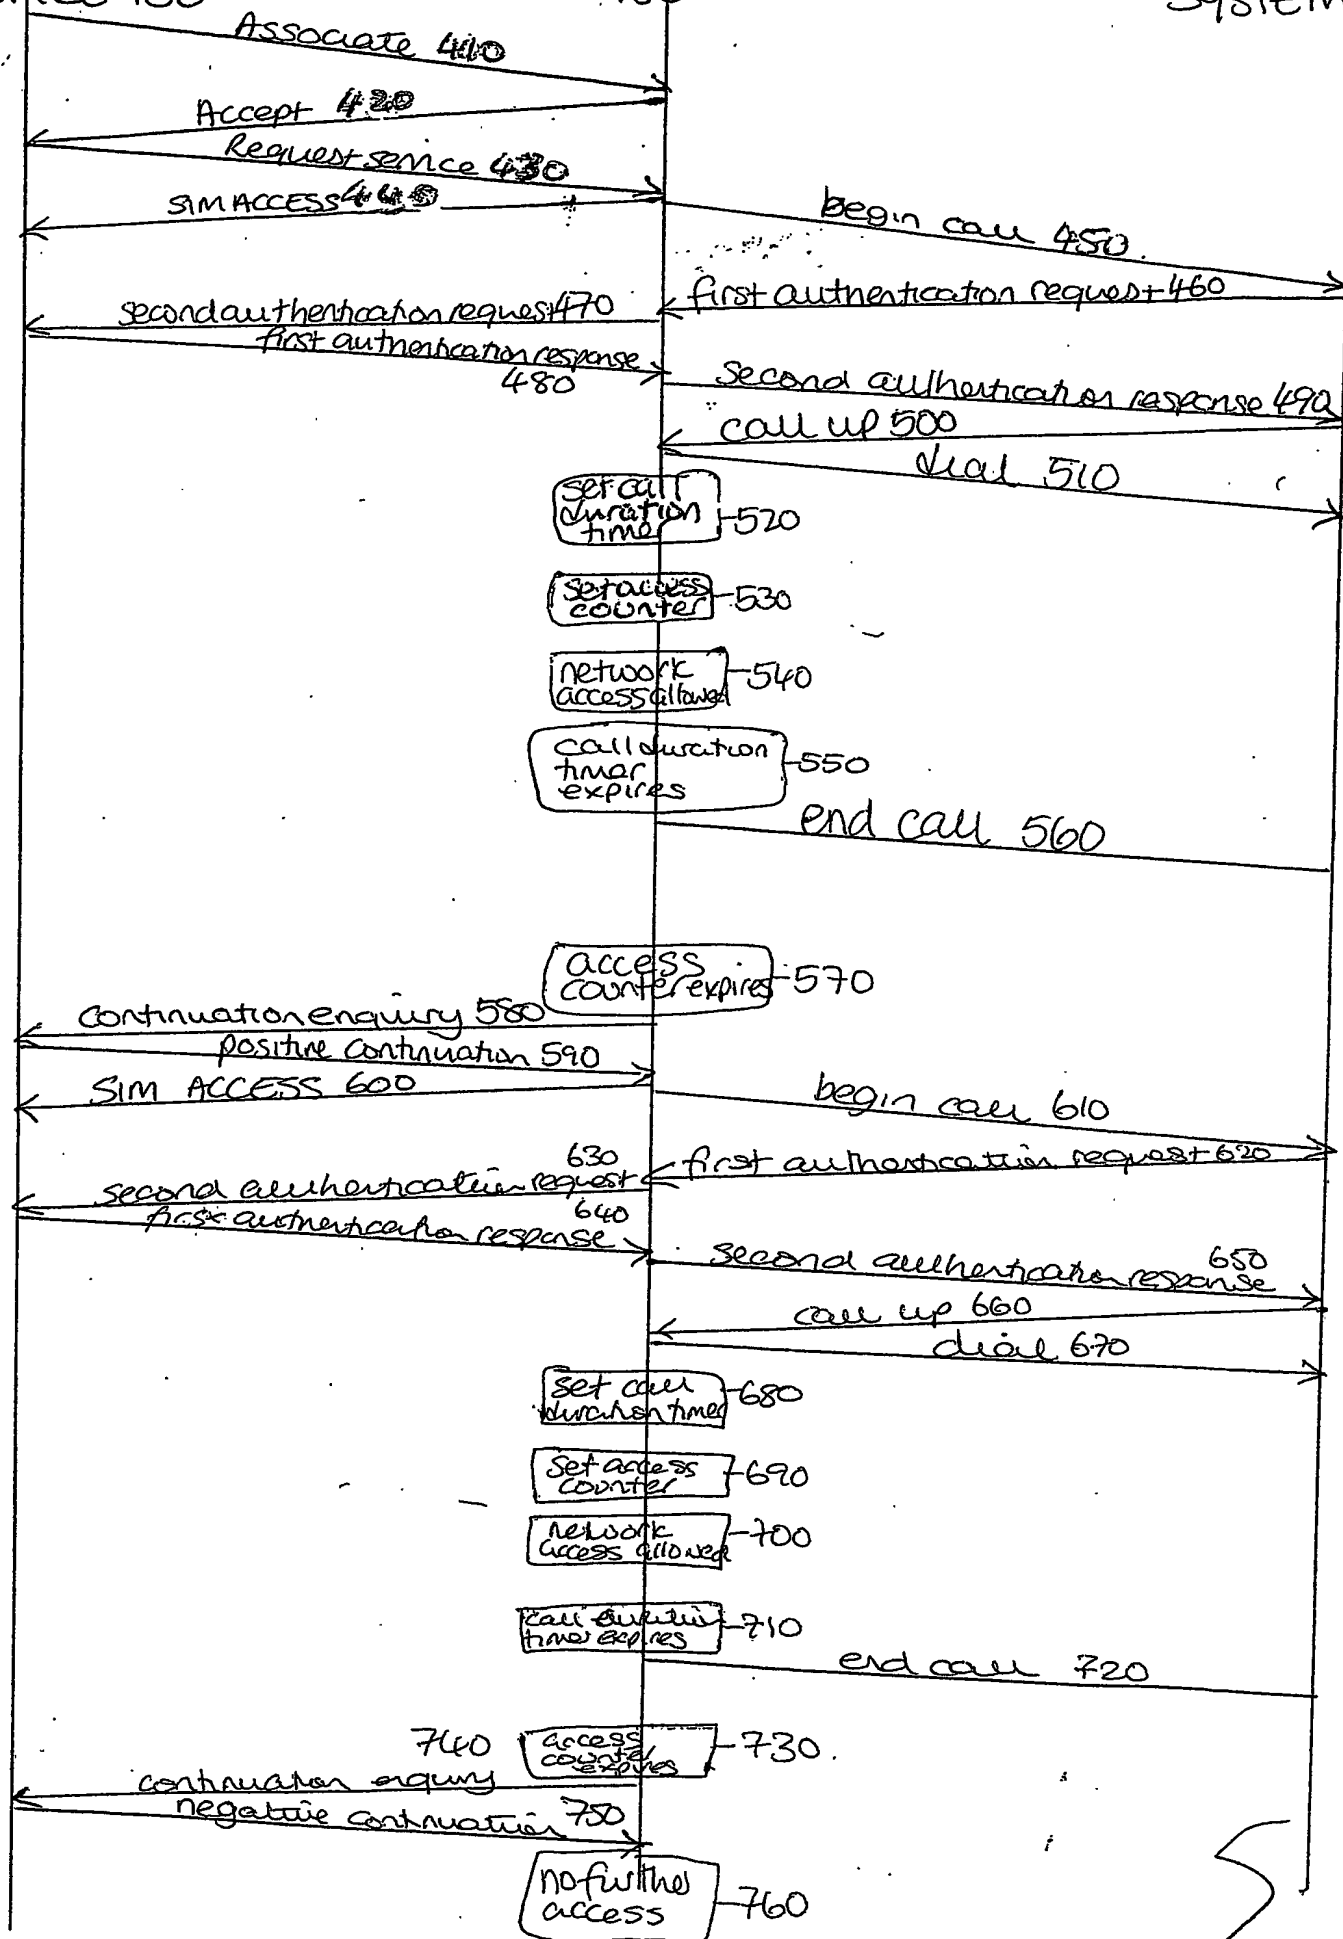 System
Associate 410
Accept 420
Request service 430
SIM ACCESS 440
begin call 450
first authentication request 460
second authentication request 470
first authentication response
480
second authentication response 490
call up 500
dial 510
set call
duration
timer
520
set access
counter
530
network
access allowed
540
call duration
timer
expires
550
end call 560
access
counter expires
570
continuation enquiry 580
positive continuation 590
SIM ACCESS 600
begin call 610
first authentication request 620
630
second authentication request
640
first authentication response
650
second authentication response
call up 660
dial 670
set call
duration timer
680
set access
counter
690
network
access allowed
700
call duration
timer expires
710
end call 720
740
access
counter
expires
730
continuation enquiry
negative continuation 750
no further
access
760
5